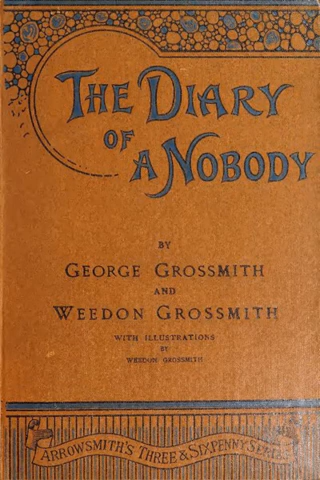 THE DIARY
OF
A NOBODY
BY
GEORGE GROSSMITH
AND
WEEDON GROSSMITH
WITH ILLUSTRATIONS
BY
WEEDON GROSSMITH
ARROWSMITH'S THREE & SIXPENNY SERIES